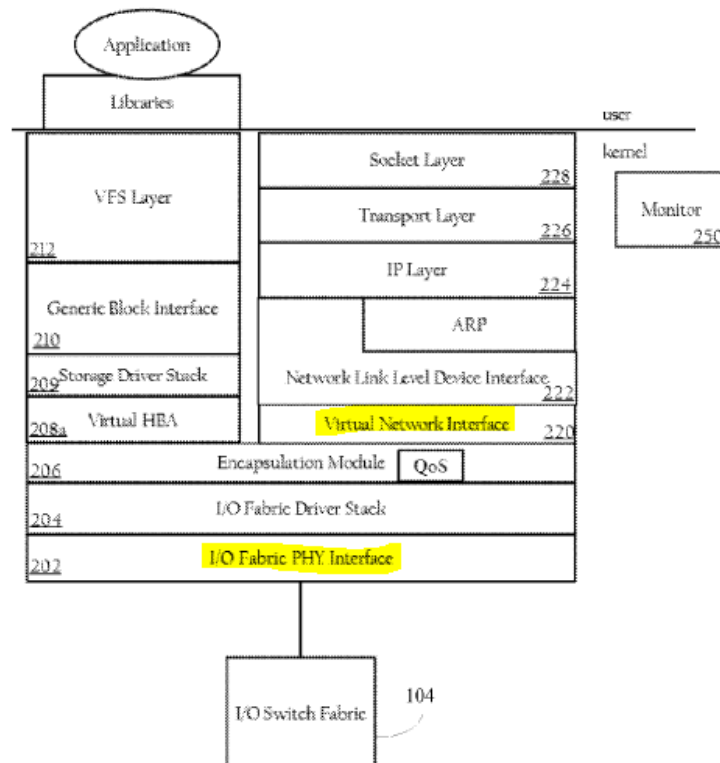 Application
Libraries
user
kernel
VFS Layer
212
Generic Block Interface
210
Storage Driver Stack
209
Virtual HBA
208a
Socket Layer
228
Transport Layer
226
IP Layer
224
ARP
Network Link Level Device Interface
222
Virtual Network Interface
220
Monitor
250
Encapsulation Module
QoS
206
I/O Fabric Driver Stack
204
I/O Fabric PHY Interface
202
I/O Switch Fabric
104